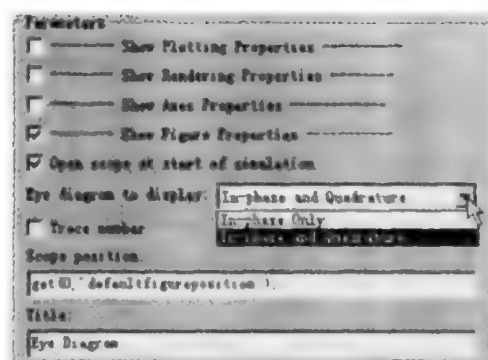 Parameters
Show Plotting Properties
Show Rendering Properties
Show Axes Properties
Show Figure Properties
Open scope at start of simulation
Eye diagram to display: In-phase and Quadrature
In-phase Only
In-phase and Quadrature
Trace number
Scope position:
get(0,'defaultfigureposition');
Title:
Eye Diagram